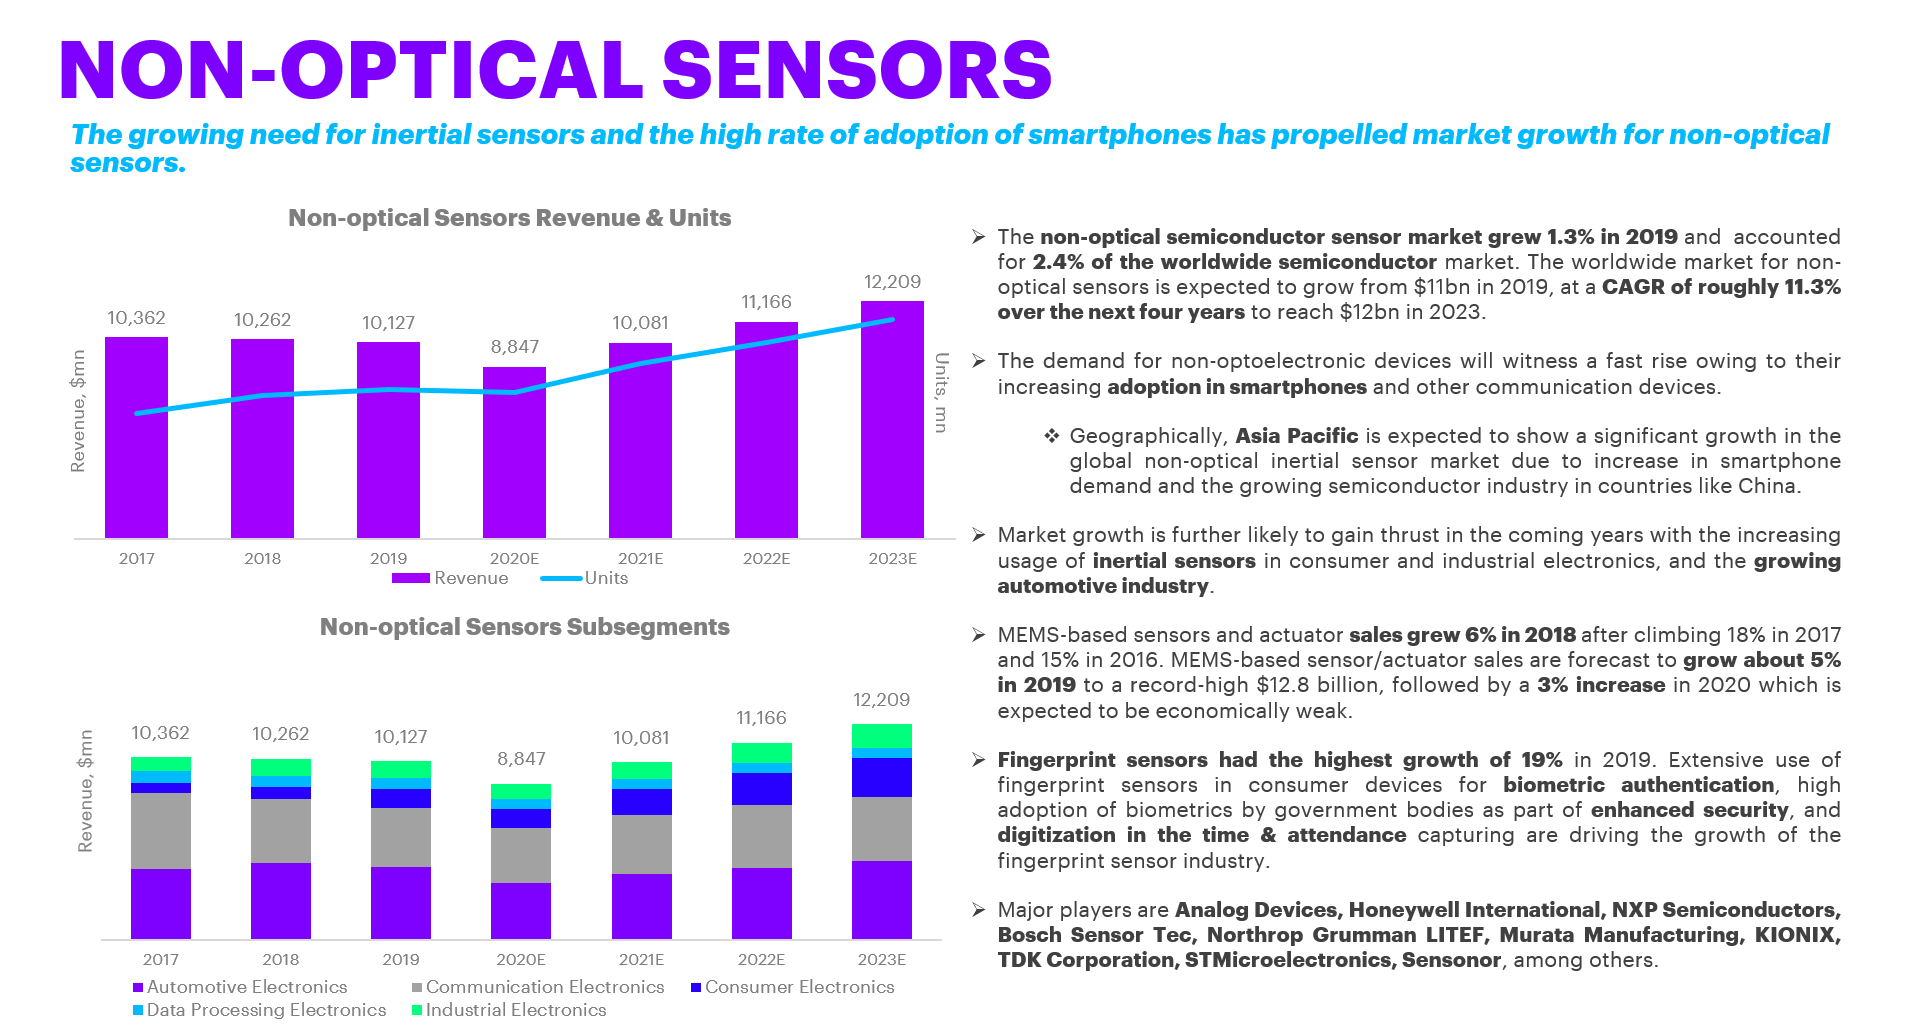 NON-OPTICAL SENSORS
The growing need for inertial sensors and the high rate of adoption of smartphones has propelled market growth for non-optical
sensors.
Non-optical Sensors Revenue & Units
Revenue, $mn
10,362
10,262
10,127
8,847
10,081
11,166
12,209
Units, mn
2017
2018
2019
2020E
2021E
2022E
2023E
Revenue
Units
Non-optical Sensors Subsegments
Revenue, $mn
10,362
10,262
10,127
8,847
10,081
11,166
12,209
2017
2018
2019
2020E
2021E
2022E
2023E
Automotive Electronics
Communication Electronics
Consumer Electronics
Data Processing Electronics
Industrial Electronics
The non-optical semiconductor sensor market grew 1.3% in 2019 and accounted
for 2.4% of the worldwide semiconductor market. The worldwide market for non-
optical sensors is expected to grow from $11bn in 2019, at a CAGR of roughly 11.3%
over the next four years to reach $12bn in 2023.
The demand for non-optoelectronic devices will witness a fast rise owing to their
increasing adoption in smartphones and other communication devices.
Geographically, Asia Pacific is expected to show a significant growth in the
global non-optical inertial sensor market due to increase in smartphone
demand and the growing semiconductor industry in countries like China.
Market growth is further likely to gain thrust in the coming years with the increasing
usage of inertial sensors in consumer and industrial electronics, and the growing
automotive industry.
MEMS-based sensors and actuator sales grew 6% in 2018 after climbing 18% in 2017
and 15% in 2016. MEMS-based sensor/actuator sales are forecast to grow about 5%
in 2019 to a record-high $12.8 billion, followed by a 3% increase in 2020 which is
expected to be economically weak.
Fingerprint sensors had the highest growth of 19% in 2019. Extensive use of
fingerprint sensors in consumer devices for biometric authentication, high
adoption of biometrics by government bodies as part of enhanced security, and
digitization in the time & attendance capturing are driving the growth of the
fingerprint sensor industry.
Major players are Analog Devices, Honeywell International, NXP Semiconductors,
Bosch Sensor Tec, Northrop Grumman LITEF, Murata Manufacturing, KIONIX,
TDK Corporation, STMicroelectronics, Sensonor, among others.